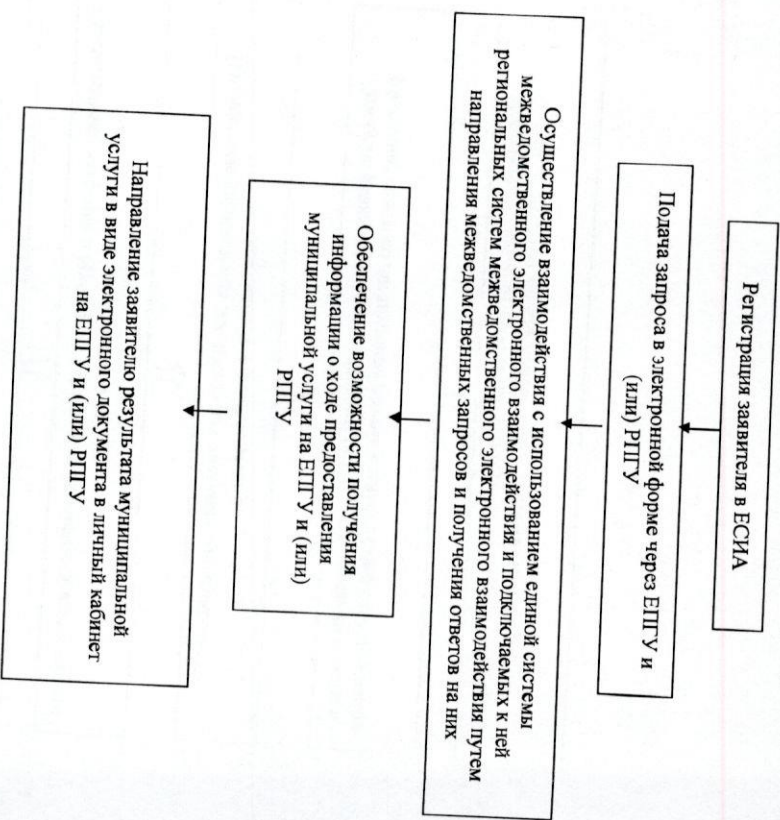 Регистрация заявителя в ЕСИА
Подача запроса в электронной форме через ЕПГУ и
(или) РПГУ
Осуществление взаимодействия с использованием единой системы
межведомственного электронного взаимодействия и подключаемых к ней
региональных систем межведомственного электронного взаимодействия путем
направления межведомственных запросов и получения ответов на них
Обеспечение возможности получения
информации о ходе предоставления
муниципальной услуги на ЕПГУ и (или)
РПГУ
Направление заявителю результата муниципальной
услуги в виде электронного документа в личный кабинет
на ЕПГУ и (или) РПГУ